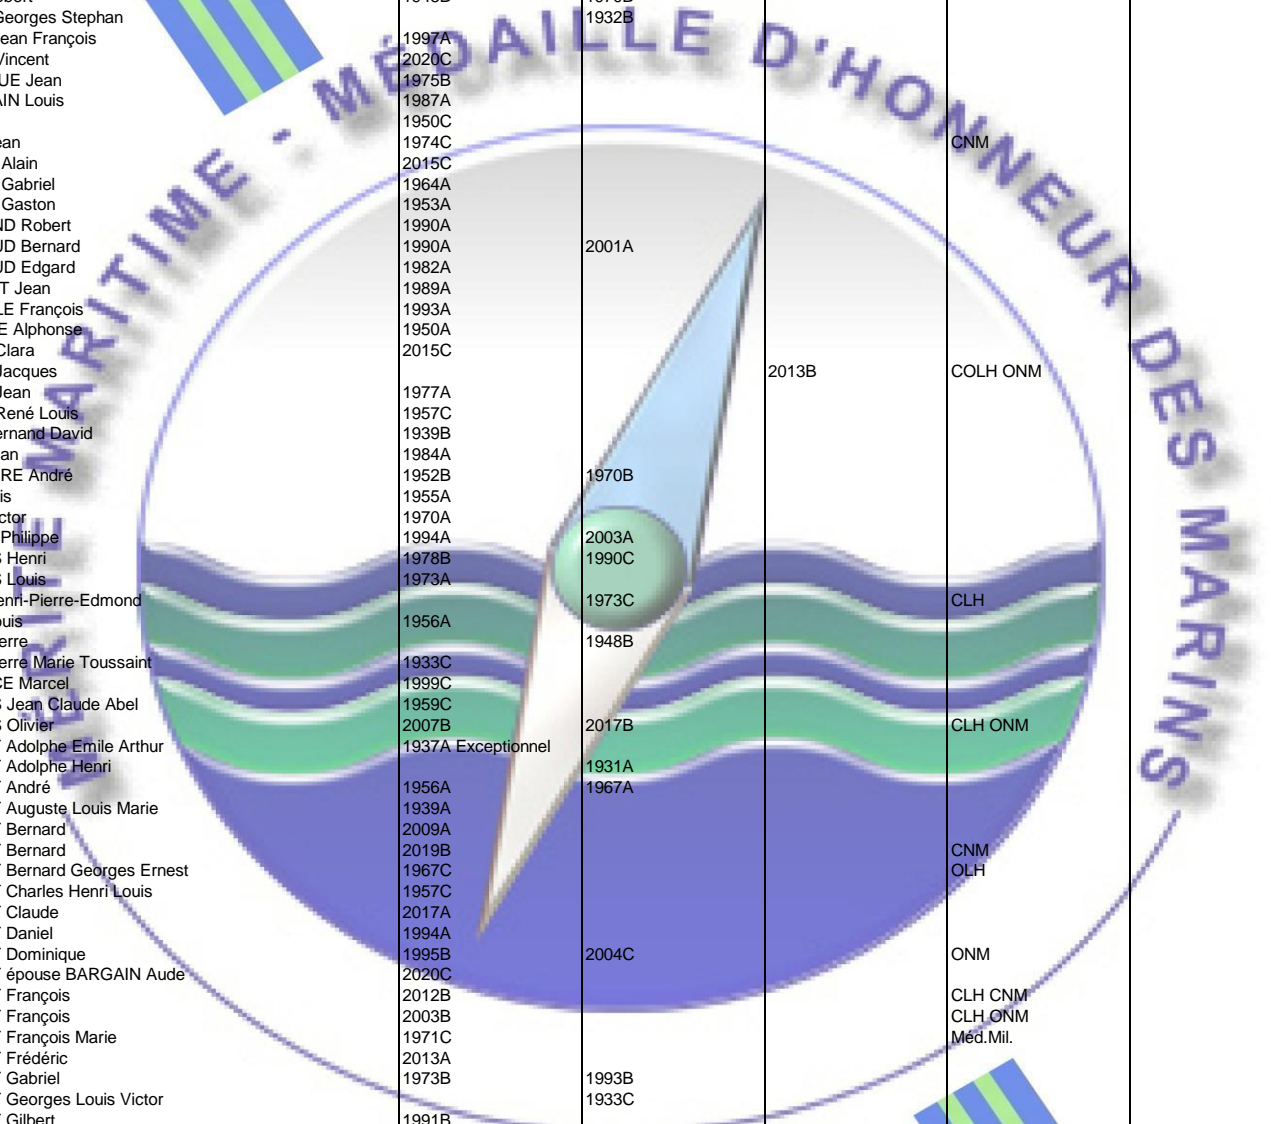 MÉRITE MARITIME - MÉDAILLE D'HONNEUR DES MARINS
Georges Stephan 1932B
ean François 1997A
Vincent 2020C
UE Jean 1975B
AIN Louis 1987A
1950C
ean 1974C CNM
Alain 2015C
Gabriel 1964A
Gaston 1953A
ND Robert 1990A
UD Bernard 1990A 2001A
UD Edgard 1982A
T Jean 1989A
LE François 1993A
E Alphonse 1950A
Clara 2015C
Jacques 2013B COLH ONM
Jean 1977A
René Louis 1957C
ernand David 1939B
an 1984A
RE André 1952B 1970B
is 1955A
ctor 1970A
Philippe 1994A 2003A
S Henri 1978B 1990C
S Louis 1973A
enri-Pierre-Edmond 1973C CLH
ouis 1956A
erre 1948B
erre Marie Toussaint 1933C
CE Marcel 1999C
S Jean Claude Abel 1959C
S Olivier 2007B 2017B CLH ONM
Adolphe Emile Arthur 1937A Exceptionnel
Adolphe Henri 1931A
André 1956A 1967A
Auguste Louis Marie 1939A
Bernard 2009A
Bernard 2019B CNM
Bernard Georges Ernest 1967C OLH
Charles Henri Louis 1957C
Claude 2017A
Daniel 1994A
Dominique 1995B 2004C ONM
épouse BARGAIN Aude 2020C
François 2012B CLH CNM
François 2003B CLH ONM
François Marie 1971C Méd.Mil.
Frédéric 2013A
Gabriel 1973B 1993B
Georges Louis Victor 1933C
Gilbert 1991B